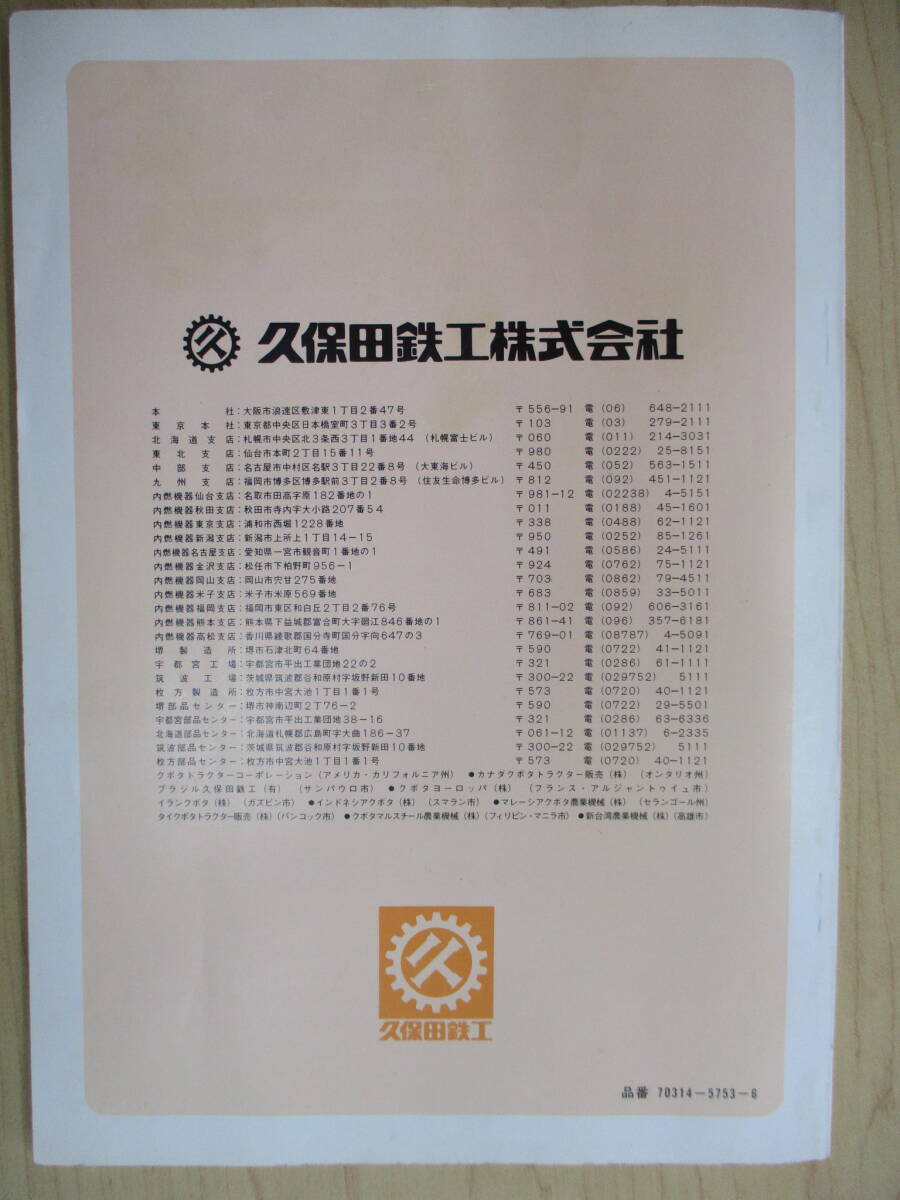 久 久保田鉄工株式会社
本社：大阪市浪速区敷津東1丁目2番47号 〒556-91 電(06) 648-2111
東京本社：東京都中央区日本橋室町3丁目3番2号 〒103 電(03) 279-2111
北海道支店：札幌市中央区北3条西3丁目1番地44 (札幌富士ビル) 〒060 電(011) 214-3031
東北支店：仙台市本町2丁目15番11号 〒980 電(0222) 25-8151
中部支店：名古屋市中村区名駅3丁目22番8号 (大東海ビル) 〒450 電(052) 563-1511
九州支店：福岡市博多区博多駅前3丁目2番8号 (住友生命博多ビル) 〒812 電(092) 451-1121
内燃機器仙台支店：名取市田高字原182番地の1 〒981-12 電(02238) 4-5151
内燃機器秋田支店：秋田市寺内字大小路207番54 〒011 電(0188) 45-1601
内燃機器東京支店：浦和市西堀1228番地 〒338 電(0488) 62-1121
内燃機器新潟支店：新潟市上所上1丁目14-15 〒950 電(0252) 85-1261
内燃機器名古屋支店：愛知県一宮市観音町1番地の1 〒491 電(0586) 24-5111
内燃機器金沢支店：松任市下柏野町956-1 〒924 電(0762) 75-1121
内燃機器岡山支店：岡山市宍甘275番地 〒703 電(0862) 79-4511
内燃機器米子支店：米子市米原569番地 〒683 電(0859) 33-5011
内燃機器福岡支店：福岡市東区和白丘2丁目2番76号 〒811-02 電(092) 606-3161
内燃機器熊本支店：熊本県下益城郡富合町大字廻江846番地の1 〒861-41 電(096) 357-6181
内燃機器高松支店：香川県綾歌郡国分寺町国分字向647の3 〒769-01 電(08787) 4-5091
堺製造所：堺市石津北町64番地 〒590 電(0722) 41-1121
宇都宮工場：宇都宮市平出工業団地22の2 〒321 電(0286) 61-1111
筑波工場：茨城県筑波郡谷和原村字坂野新田10番地 〒300-22 電(029752) 5111
枚方製造所：枚方市中宮大池1丁目1番1号 〒573 電(0720) 40-1121
堺部品センター：堺市神南辺町2丁76-2 〒590 電(0722) 29-5501
宇都宮部品センター：宇都宮市平出工業団地38-16 〒321 電(0286) 63-6336
北海道部品センター：北海道札幌郡広島町字大曲186-37 〒061-12 電(01137) 6-2335
筑波部品センター：茨城県筑波郡谷和原村字坂野新田10番地 〒300-22 電(029752) 5111
枚方部品センター：枚方市中宮大池1丁目1番1号 〒573 電(0720) 40-1121
クボタトラクターコーポレーション(アメリカ・カリフォルニア州) ●カナダクボタトラクター販売(株) (オンタリオ州)
ブラジル久保田鉄工(有) (サンパウロ市) ●クボタヨーロッパ(株) (フランス・アルジャントゥイユ市)
イランクボタ(株) (ガズビン市) ●インドネシアクボタ(株) (スマラン市) ●マレーシアクボタ農業機械(株) (セランゴール州)
タイクボタトラクター販売(株)(バンコック市) ●クボタマルスチール農業機械(株)(フィリピン・マニラ市) ●新台湾農業機械(株)(高雄市)
久
久保田鉄工
品番 70314-5753-6